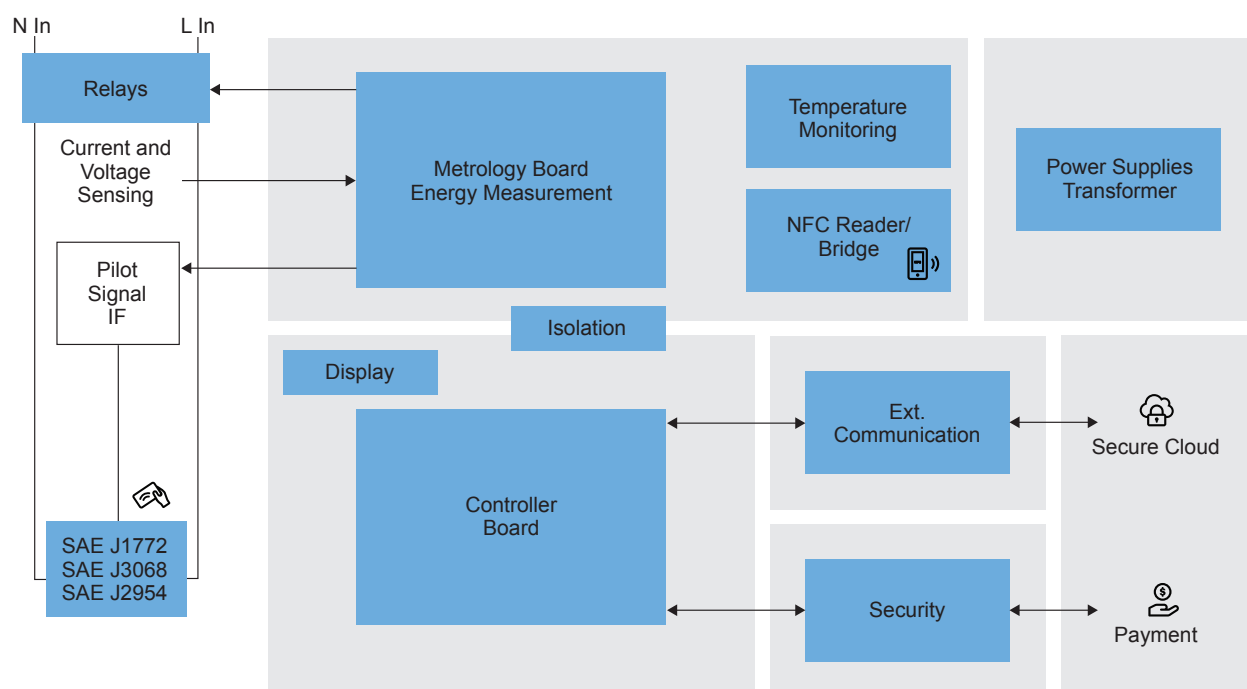 N In
L In
Relays
Current and
Voltage
Sensing
Pilot
Signal
IF
SAE J1772
SAE J3068
SAE J2954
Metrology Board
Energy Measurement
Temperature
Monitoring
NFC Reader/
Bridge
Power Supplies
Transformer
Isolation
Display
Controller
Board
Ext.
Communication
Secure Cloud
Security
$
Payment